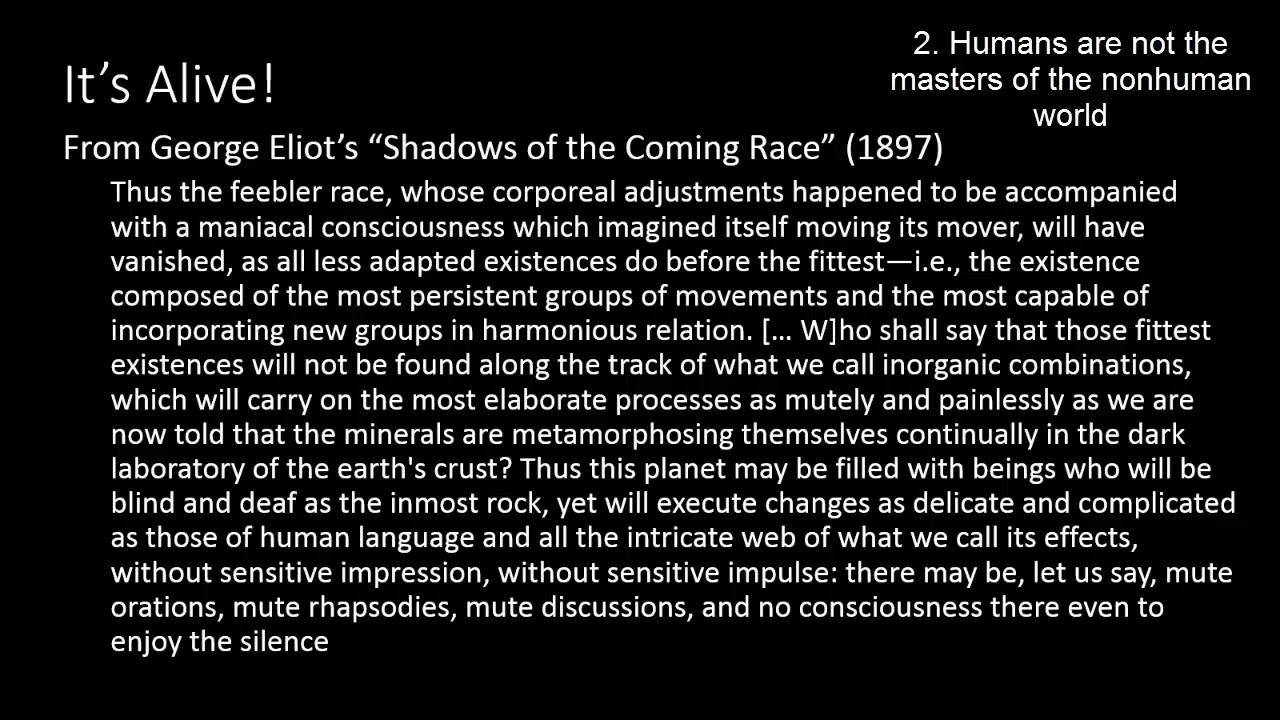 2. Humans are not the
masters of the nonhuman
world
It’s Alive!
From George Eliot’s “Shadows of the Coming Race” (1897)
Thus the feebler race, whose corporeal adjustments happened to be accompanied
with a maniacal consciousness which imagined itself moving its mover, will have
vanished, as all less adapted existences do before the fittest—i.e., the existence
composed of the most persistent groups of movements and the most capable of
incorporating new groups in harmonious relation. [… W]ho shall say that those fittest
existences will not be found along the track of what we call inorganic combinations,
which will carry on the most elaborate processes as mutely and painlessly as we are
now told that the minerals are metamorphosing themselves continually in the dark
laboratory of the earth's crust? Thus this planet may be filled with beings who will be
blind and deaf as the inmost rock, yet will execute changes as delicate and complicated
as those of human language and all the intricate web of what we call its effects,
without sensitive impression, without sensitive impulse: there may be, let us say, mute
orations, mute rhapsodies, mute discussions, and no consciousness there even to
enjoy the silence